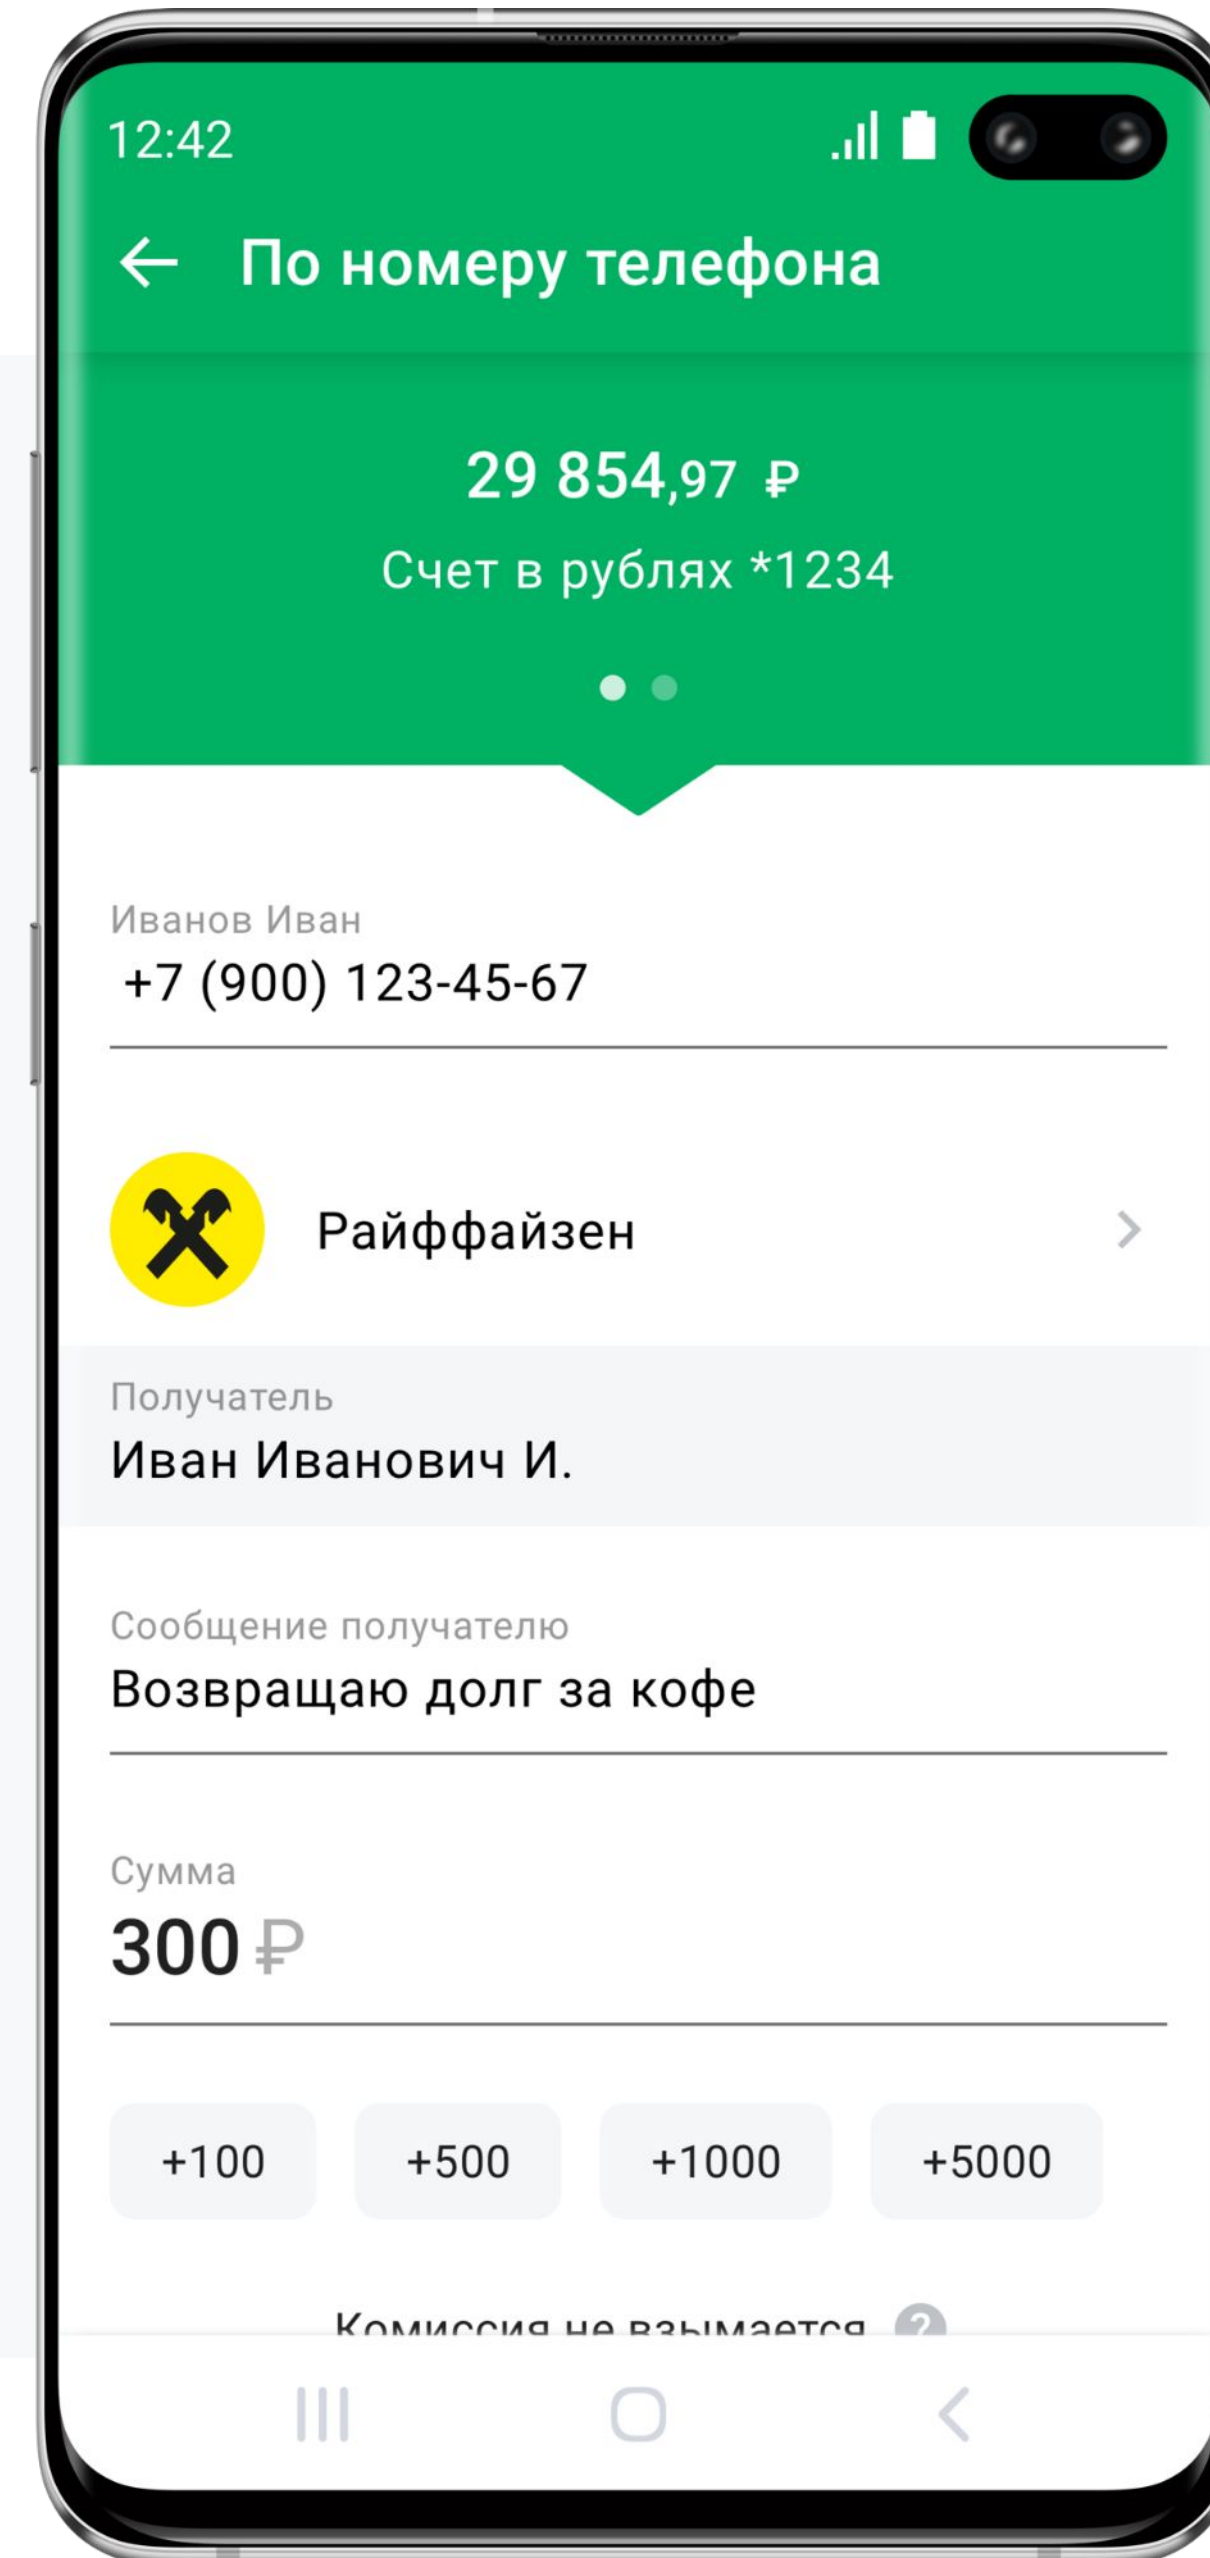 12:42
По номеру телефона
29 854,97 ₽
Счет в рублях *1234
Иванов Иван
+7 (900) 123-45-67
Райффайзен
Получатель
Иван Иванович И.
Сообщение получателю
Возвращаю долг за кофе
Сумма
300 ₽
+100 +500 +1000 +5000
Комиссия не взымается ?